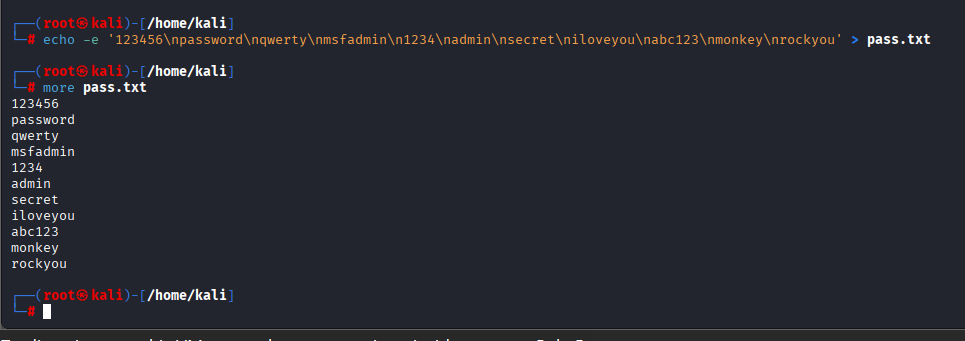 ┌──(root㉿kali)-[/home/kali]
└─# echo -e '123456\npassword\nqwerty\nmsfadmin\n1234\nadmin\nsecret\niloveyou\nabc123\nmonkey\nrockyou' > pass.txt
┌──(root㉿kali)-[/home/kali]
└─# more pass.txt
123456
password
qwerty
msfadmin
1234
admin
secret
iloveyou
abc123
monkey
rockyou
┌──(root㉿kali)-[/home/kali]
└─#